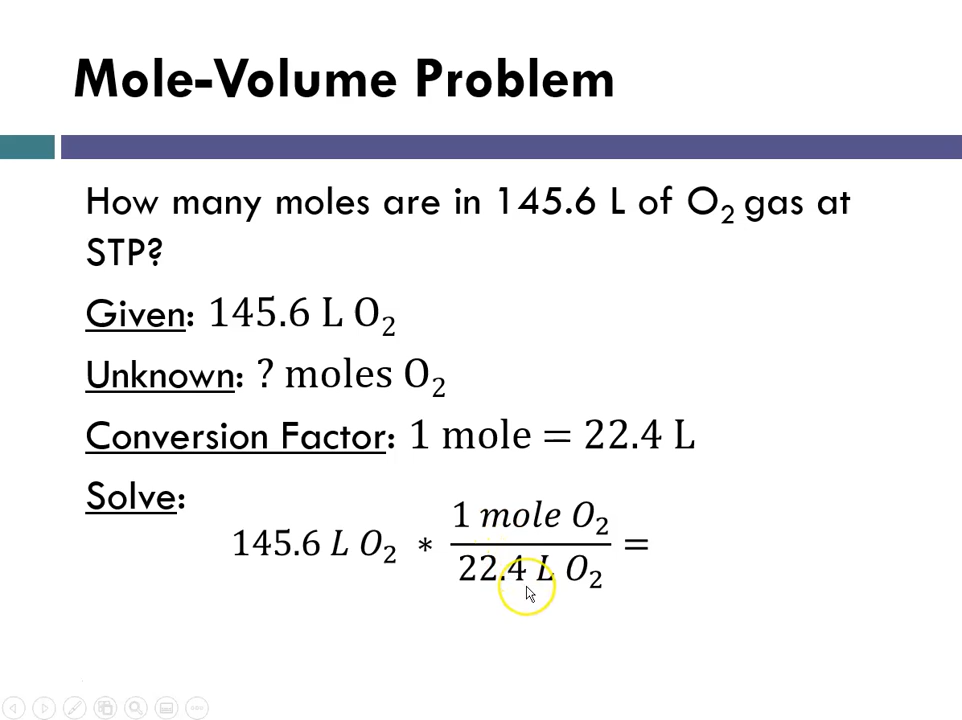 Mole-Volume Problem
How many moles are in 145.6 L of O₂ gas at
STP?
Given: 145.6 L O₂
Unknown: ? moles O₂
Conversion Factor: 1 mole = 22.4 L
Solve:
145.6 L O₂ * 1 mole O₂ / 22.4 L O₂ =